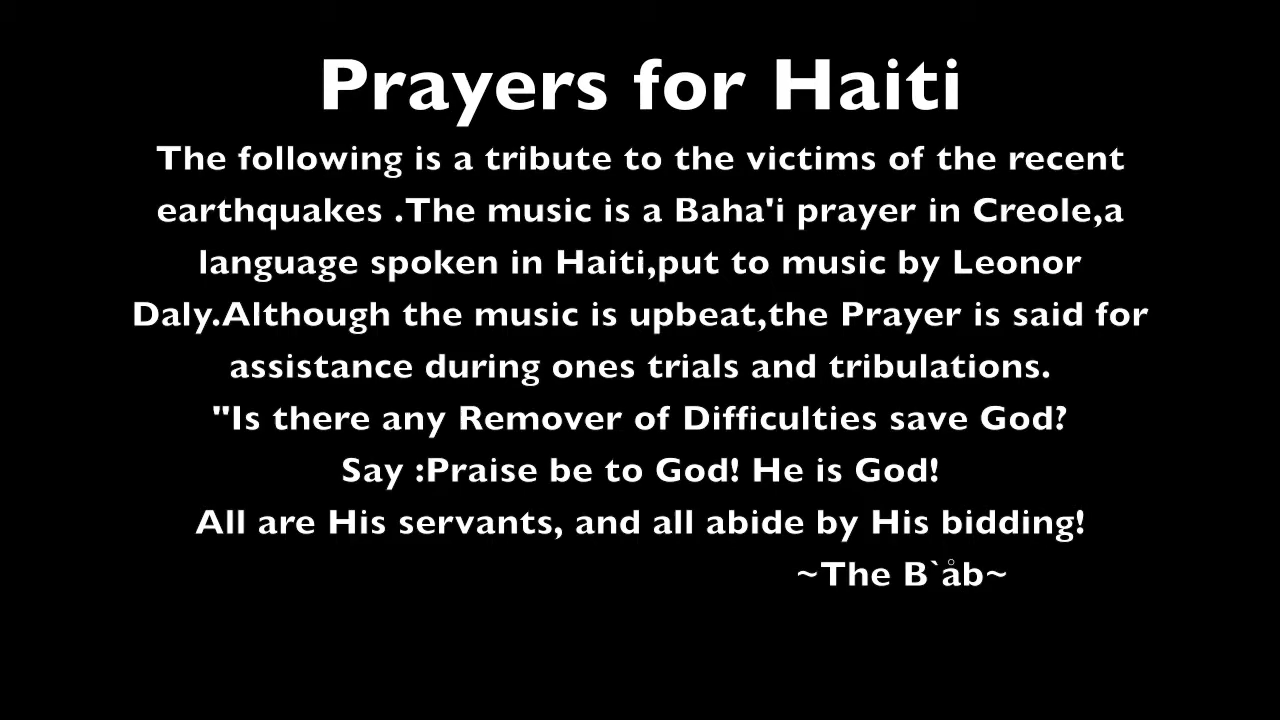 Prayers for Haiti
The following is a tribute to the victims of the recent
earthquakes .The music is a Baha'i prayer in Creole,a
language spoken in Haiti,put to music by Leonor
Daly.Although the music is upbeat,the Prayer is said for
assistance during ones trials and tribulations.
"Is there any Remover of Difficulties save God?
Say :Praise be to God! He is God!
All are His servants, and all abide by His bidding!
~The B`åb~